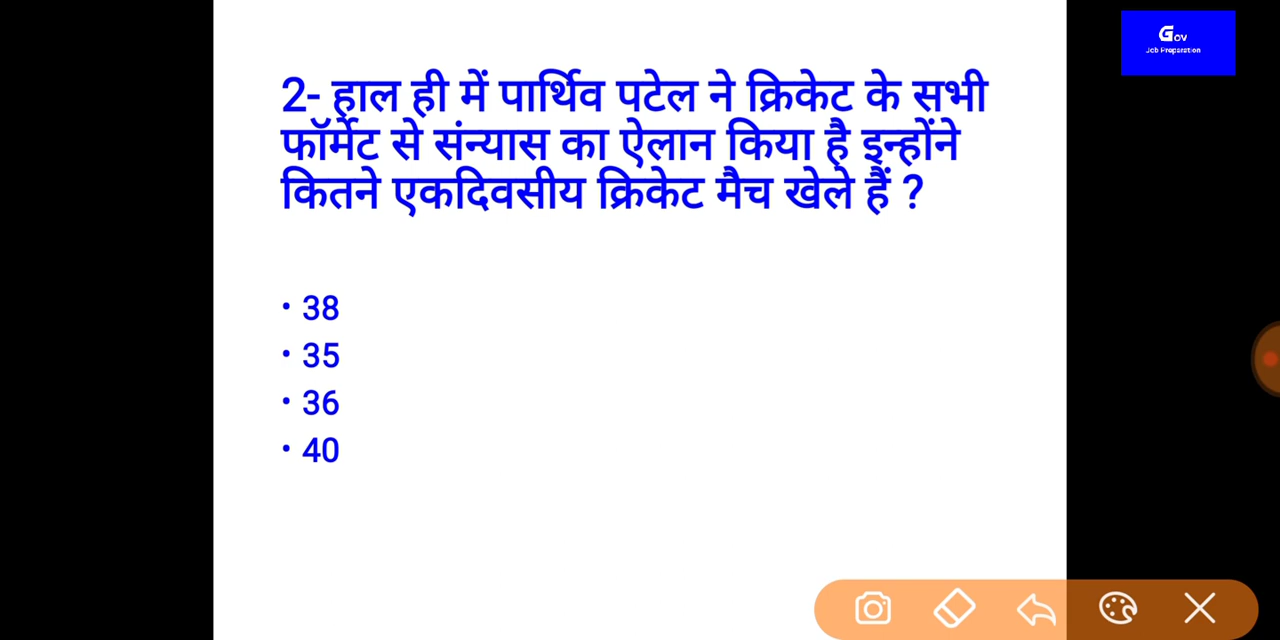 Gov
Job Preparation
2- हाल ही में पार्थिव पटेल ने क्रिकेट के सभी
फॉर्मेट से संन्यास का ऐलान किया है इन्होंने
कितने एकदिवसीय क्रिकेट मैच खेले हैं ?
• 38
• 35
• 36
• 40